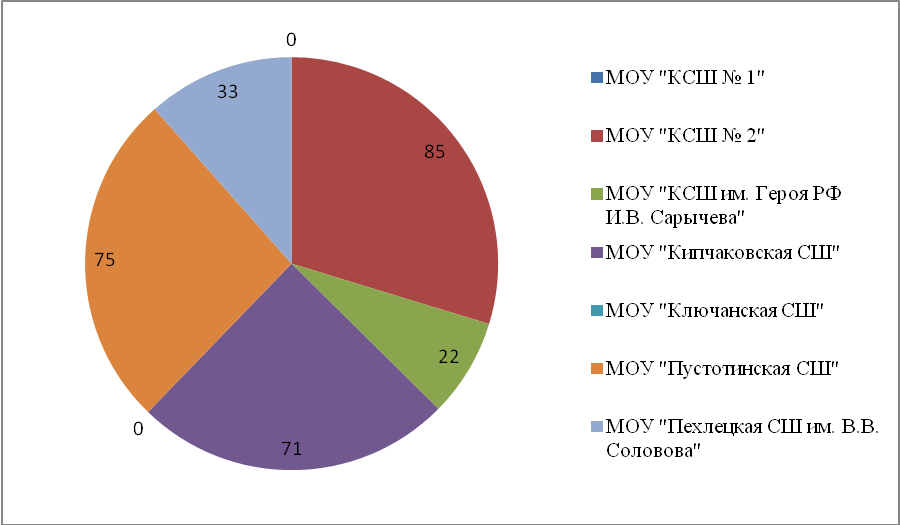 0
33
85
75
22
0
71
МОУ "КСШ № 1"
МОУ "КСШ № 2"
МОУ "КСШ им. Героя РФ
И.В. Сарычева"
МОУ "Кипчаковская СШ"
МОУ "Ключанская СШ"
МОУ "Пустотинская СШ"
МОУ "Пехлецкая СШ им. В.В.
Соловова"